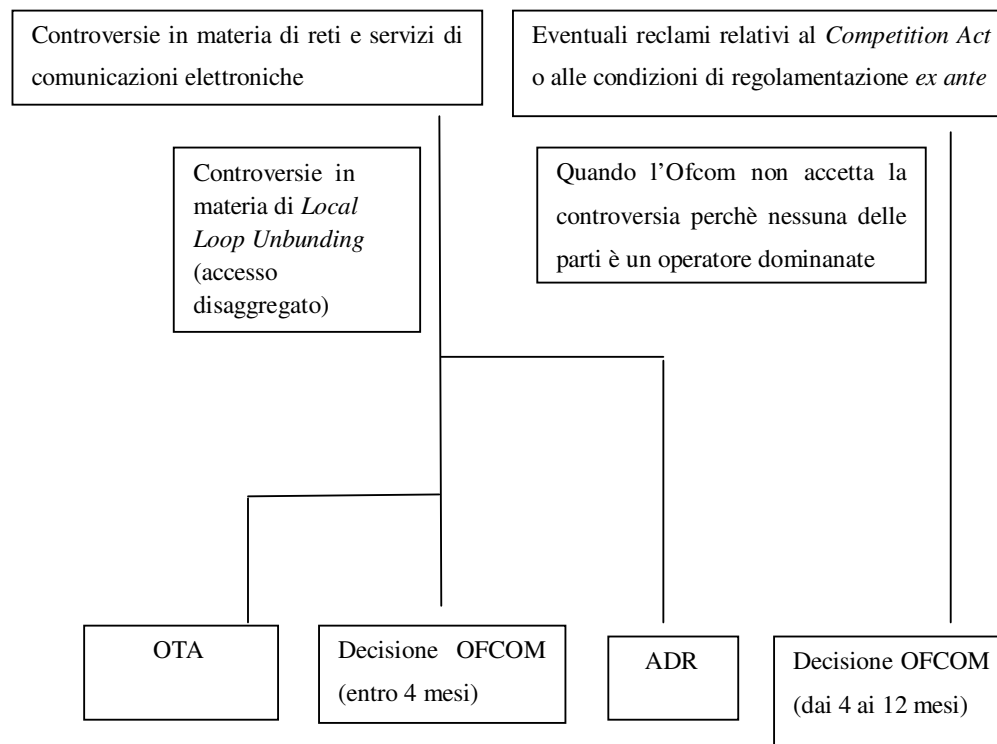 Controversie in materia di reti e servizi di
comunicazioni elettroniche
Eventuali reclami relativi al Competition Act
o alle condizioni di regolamentazione ex ante
Controversie in
materia di Local
Loop Unbunding
(accesso
disaggregato)
Quando l'Ofcom non accetta la
controversia perchè nessuna delle
parti è un operatore dominanate
OTA
Decisione OFCOM
(entro 4 mesi)
ADR
Decisione OFCOM
(dai 4 ai 12 mesi)